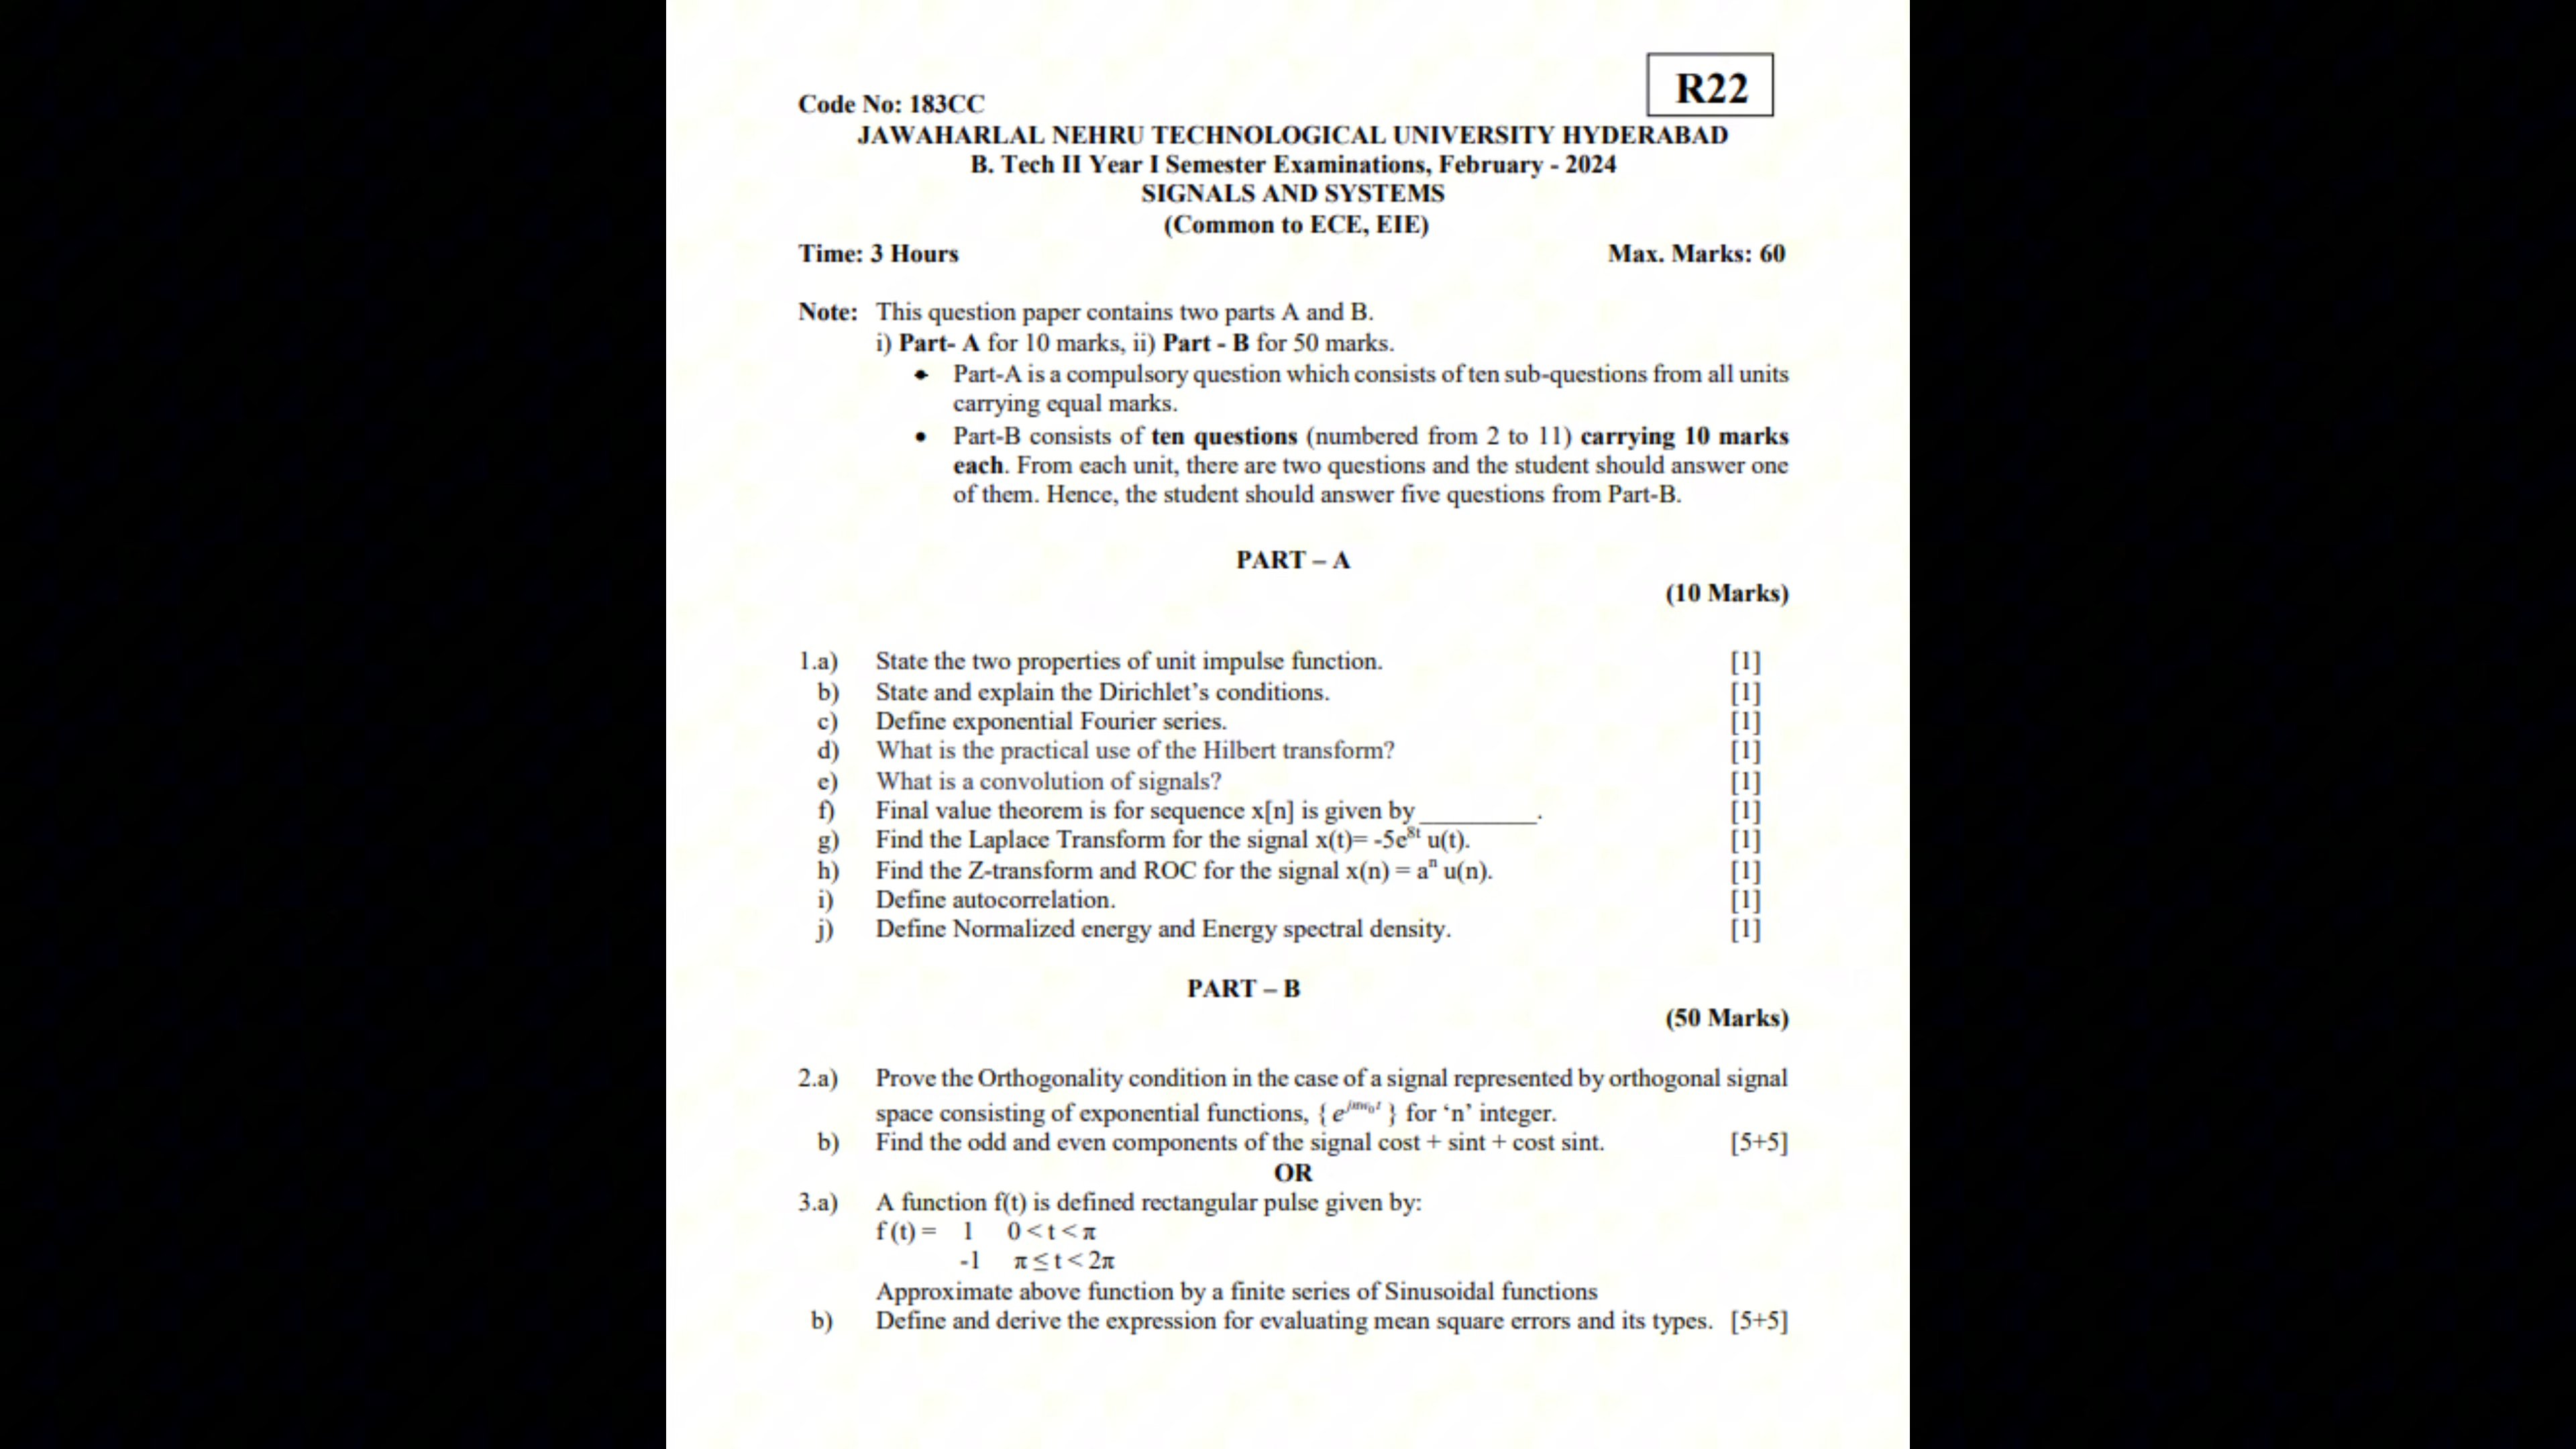 R22
Code No: 183CC
JAWAHARLAL NEHRU TECHNOLOGICAL UNIVERSITY HYDERABAD
B. Tech II Year I Semester Examinations, February - 2024
SIGNALS AND SYSTEMS
(Common to ECE, EIE)
Time: 3 Hours Max. Marks: 60
Note: This question paper contains two parts A and B.
i) Part- A for 10 marks, ii) Part - B for 50 marks.
• Part-A is a compulsory question which consists of ten sub-questions from all units
carrying equal marks.
• Part-B consists of ten questions (numbered from 2 to 11) carrying 10 marks
each. From each unit, there are two questions and the student should answer one
of them. Hence, the student should answer five questions from Part-B.
PART – A
(10 Marks)
1.a) State the two properties of unit impulse function. [1]
b) State and explain the Dirichlet’s conditions. [1]
c) Define exponential Fourier series. [1]
d) What is the practical use of the Hilbert transform? [1]
e) What is a convolution of signals? [1]
f) Final value theorem is for sequence x[n] is given by _________. [1]
g) Find the Laplace Transform for the signal x(t)= -5e^8t u(t). [1]
h) Find the Z-transform and ROC for the signal x(n) = a^n u(n). [1]
i) Define autocorrelation. [1]
j) Define Normalized energy and Energy spectral density. [1]
PART – B
(50 Marks)
2.a) Prove the Orthogonality condition in the case of a signal represented by orthogonal signal
space consisting of exponential functions, { e^jnw₀t } for ‘n’ integer.
b) Find the odd and even components of the signal cost + sint + cost sint. [5+5]
OR
3.a) A function f(t) is defined rectangular pulse given by:
f (t) = 1 0 < t < π
-1 π ≤ t < 2π
Approximate above function by a finite series of Sinusoidal functions
b) Define and derive the expression for evaluating mean square errors and its types. [5+5]